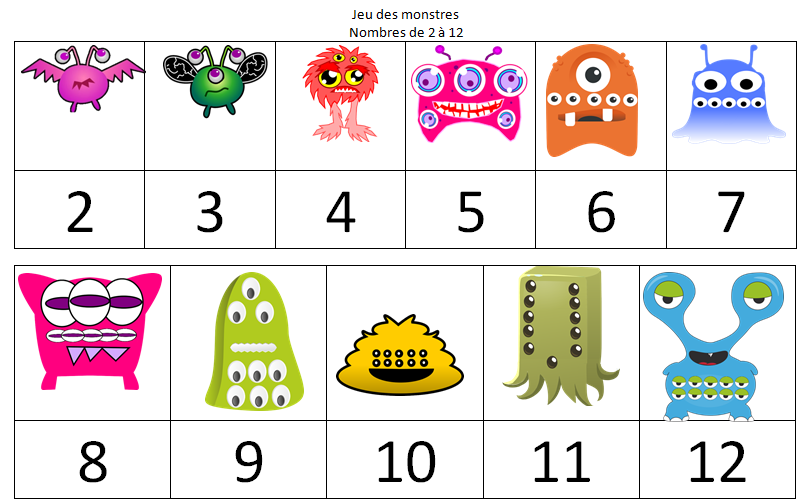 Jeu des monstres
Nombres de 2 à 12
2 3 4 5 6 7
8 9 10 11 12